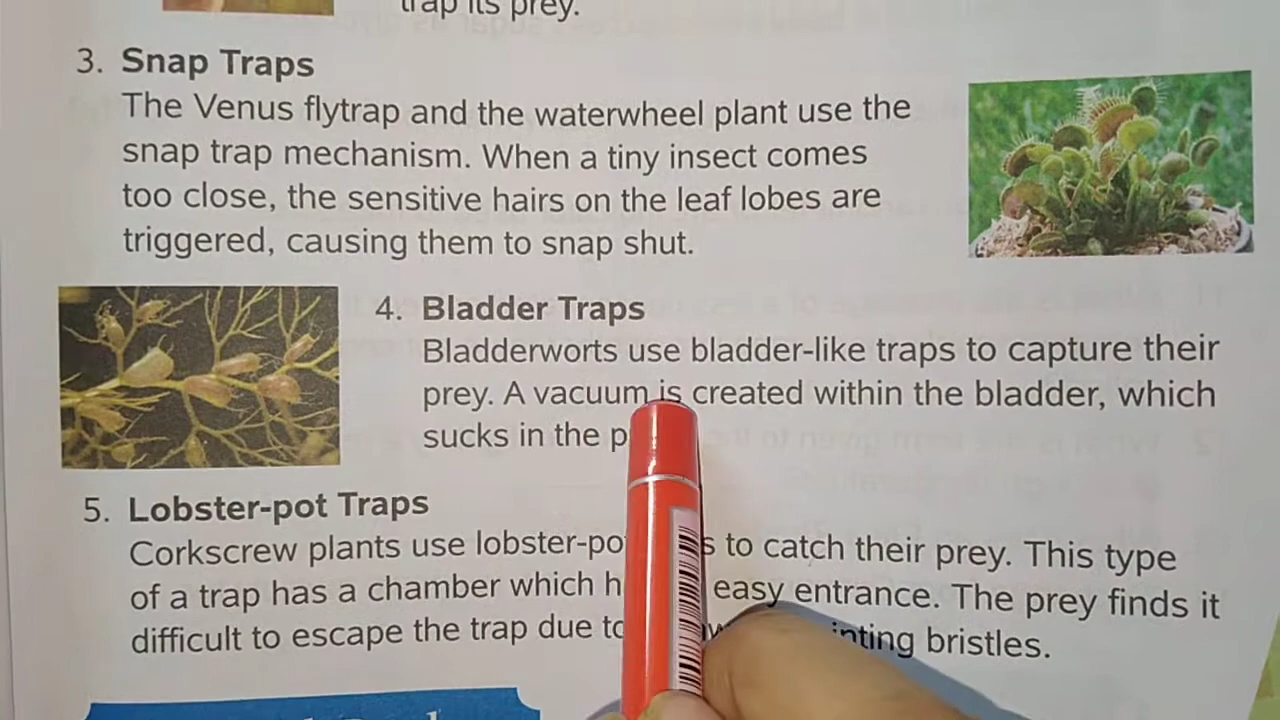 trap its prey.
3. Snap Traps
The Venus flytrap and the waterwheel plant use the
snap trap mechanism. When a tiny insect comes
too close, the sensitive hairs on the leaf lobes are
triggered, causing them to snap shut.
4. Bladder Traps
Bladderworts use bladder-like traps to capture their
prey. A vacuum is created within the bladder, which
sucks in the
5. Lobster-pot Traps
Corkscrew plants use to catch their prey. This type
of a trap has a chamber which easy entrance. The prey finds it
difficult to escape the trap due bristles.